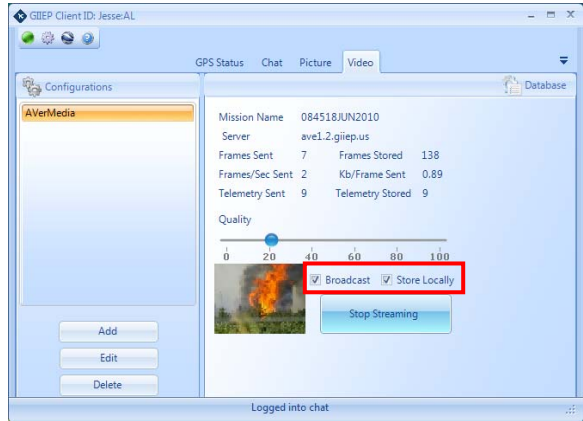 GIIEP Client ID: Jesse:AL
GPS Status Chat Picture Video
Configurations
Database
AVerMedia
Mission Name 084518JUN2010
Server ave1.2.giiep.us
Frames Sent 7 Frames Stored 138
Frames/Sec Sent 2 Kb/Frame Sent 0.89
Telemetry Sent 9 Telemetry Stored 9
Quality
0 20 40 60 80 100
Broadcast Store Locally
Stop Streaming
Add
Edit
Delete
Logged into chat